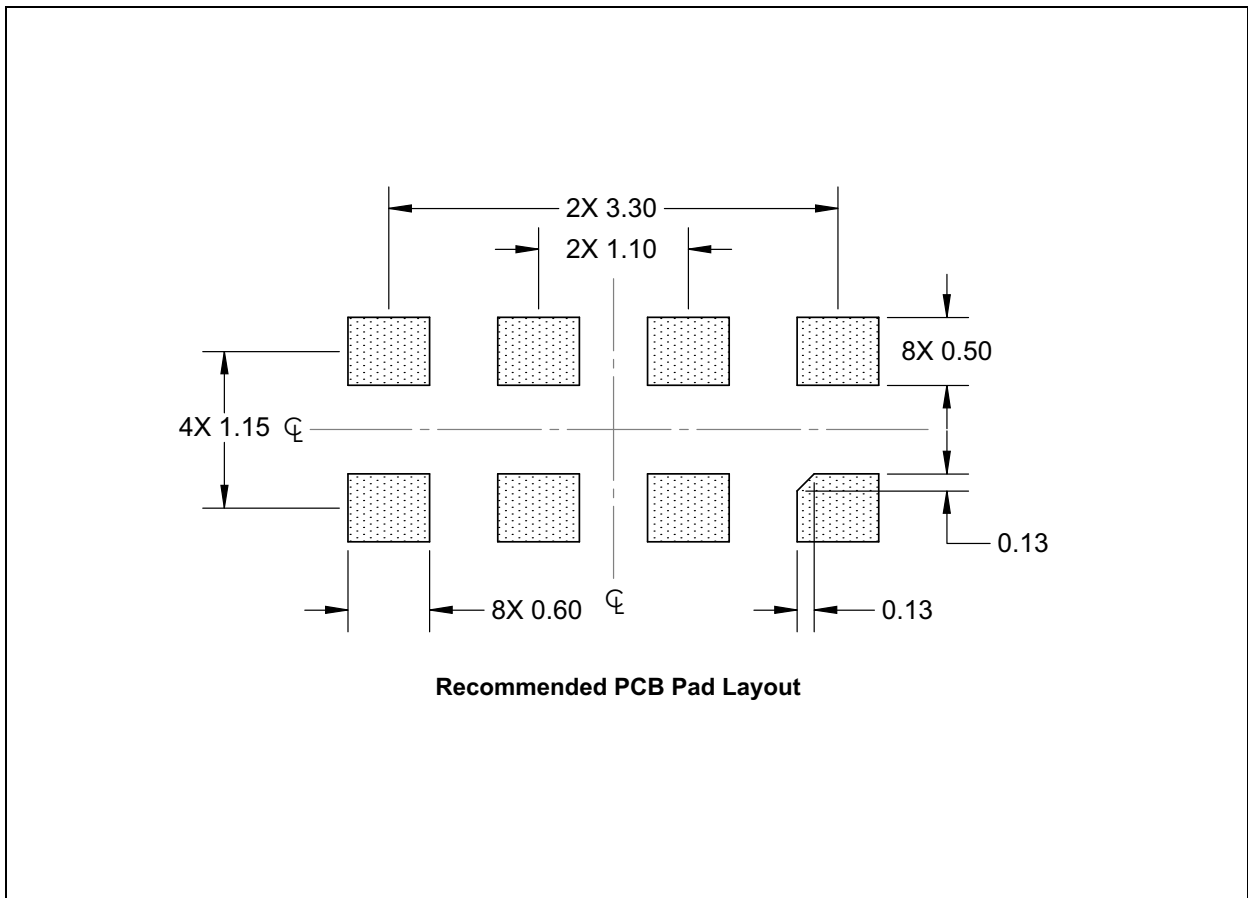 2X 3.30
2X 1.10
8X 0.50
4X 1.15 ℄
0.13
8X 0.60 ℄
0.13
Recommended PCB Pad Layout